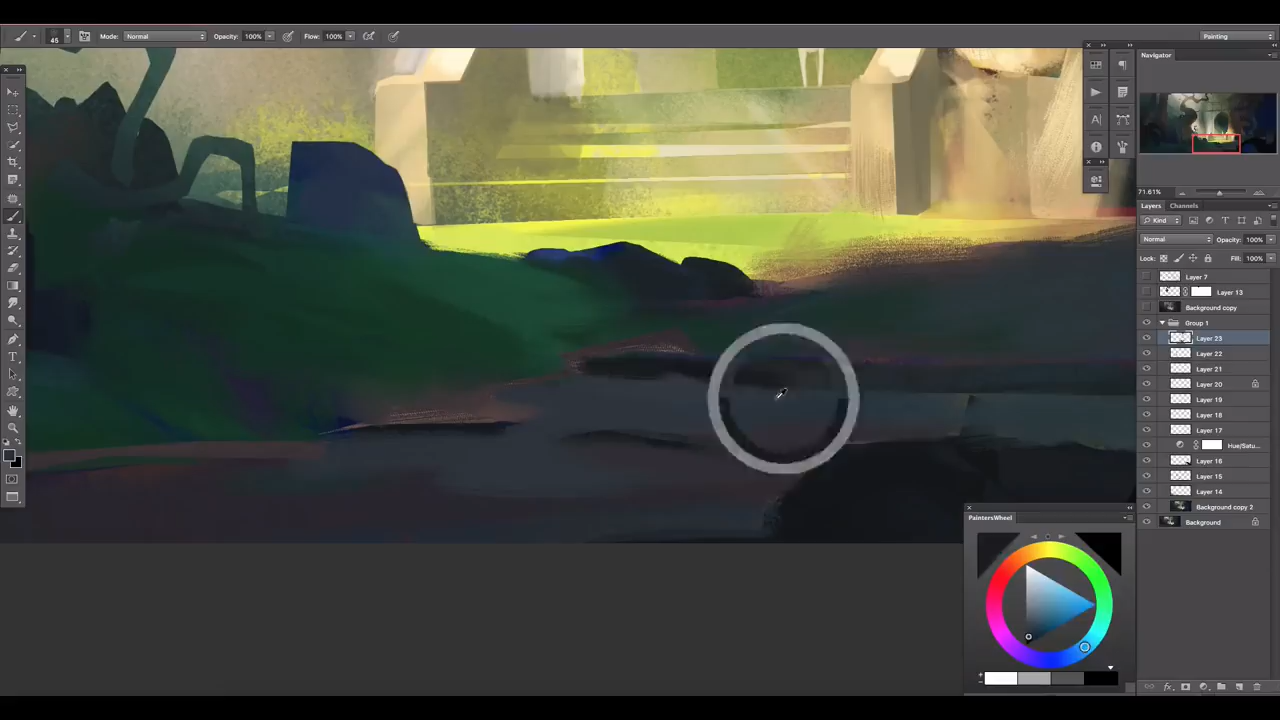 45 Mode: Normal Opacity: 100% Flow: 100% Painting
Navigator
71.61%
Layers Channels
Kind
Normal Opacity: 100%
Lock: Fill: 100%
Layer 7
Layer 13
Background copy
Group 1
Layer 23
Layer 22
Layer 21
Layer 20
Layer 19
Layer 18
Layer 17
Hue/Satu...
Layer 16
Layer 15
Layer 14
Background copy 2
Background
PaintersWheel